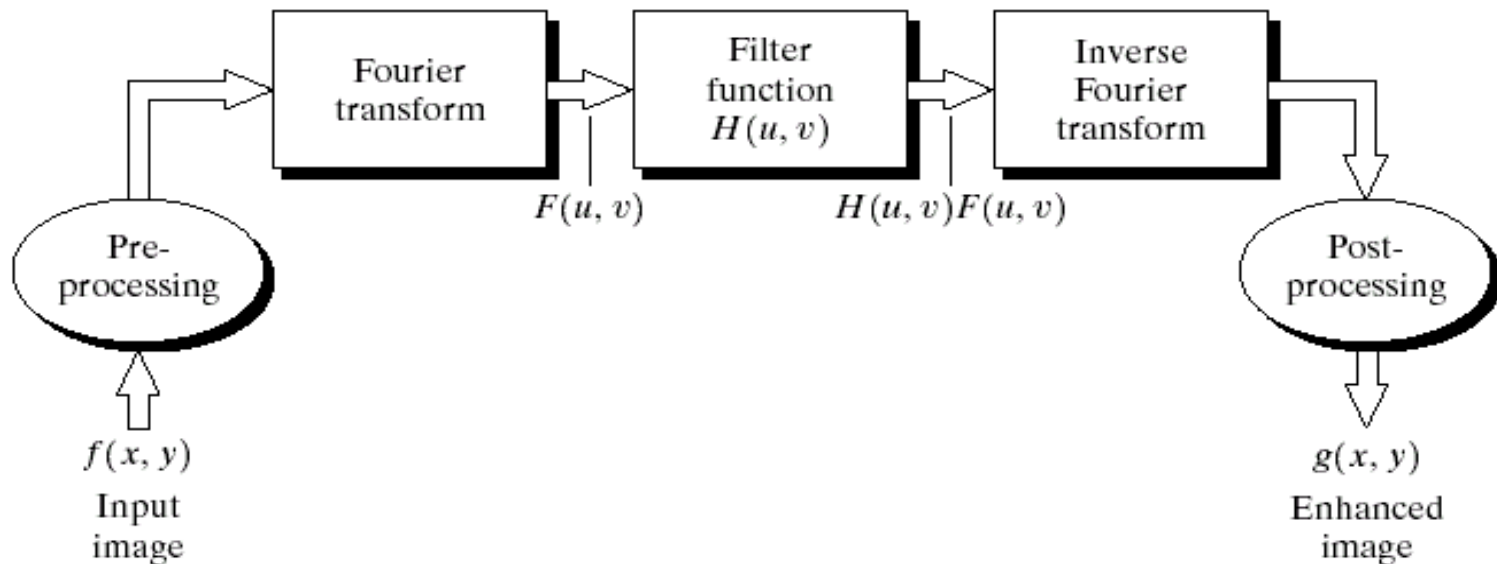 Fourier
transform
Filter
function
H(u, v)
Inverse
Fourier
transform
F(u, v)
H(u, v)F(u, v)
Pre-
processing
Post-
processing
f(x, y)
Input
image
g(x, y)
Enhanced
image